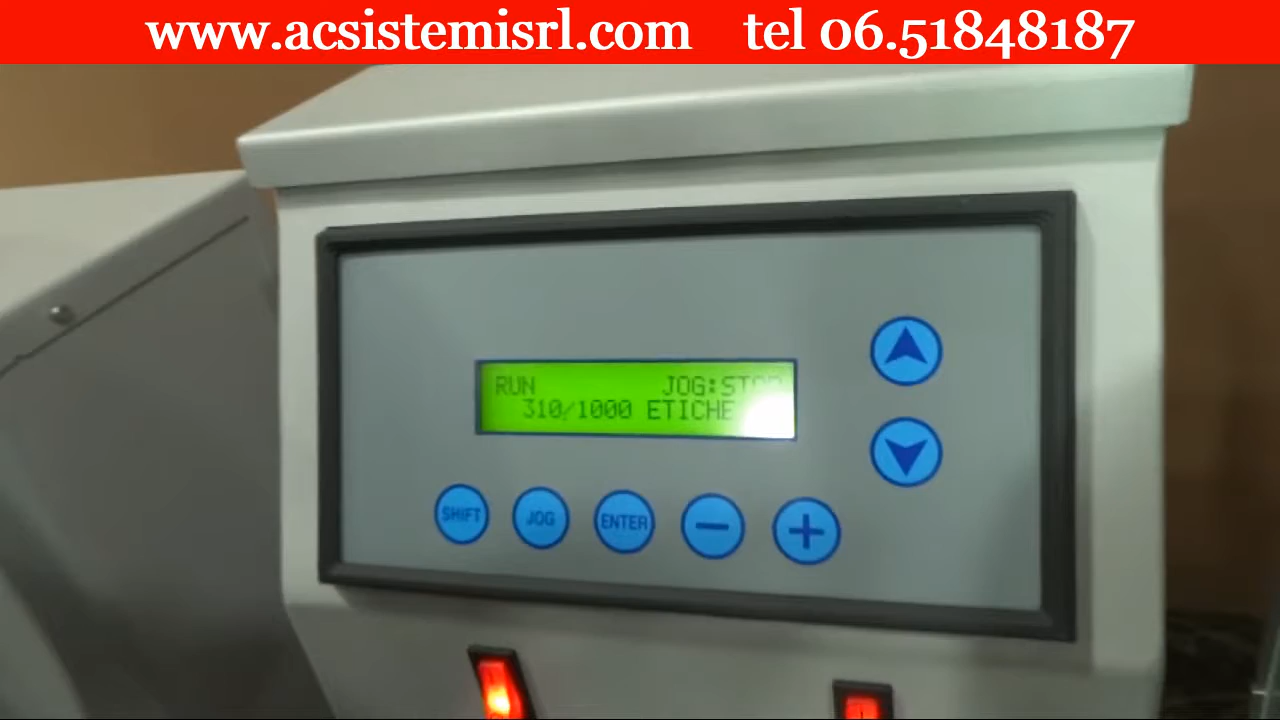 www.acsistemisrl.com tel 06.51848187
RUN JOG:STOP
310/1000 ETICHE
SHIFT JOG ENTER − +